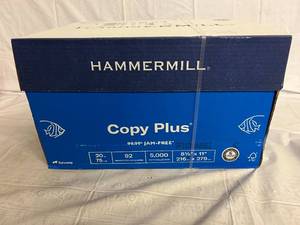 HAMMERMILL®
Copy Plus®
99.99% JAM-FREE®
20 92 5,000 8½ x 11"
75 216 x 279